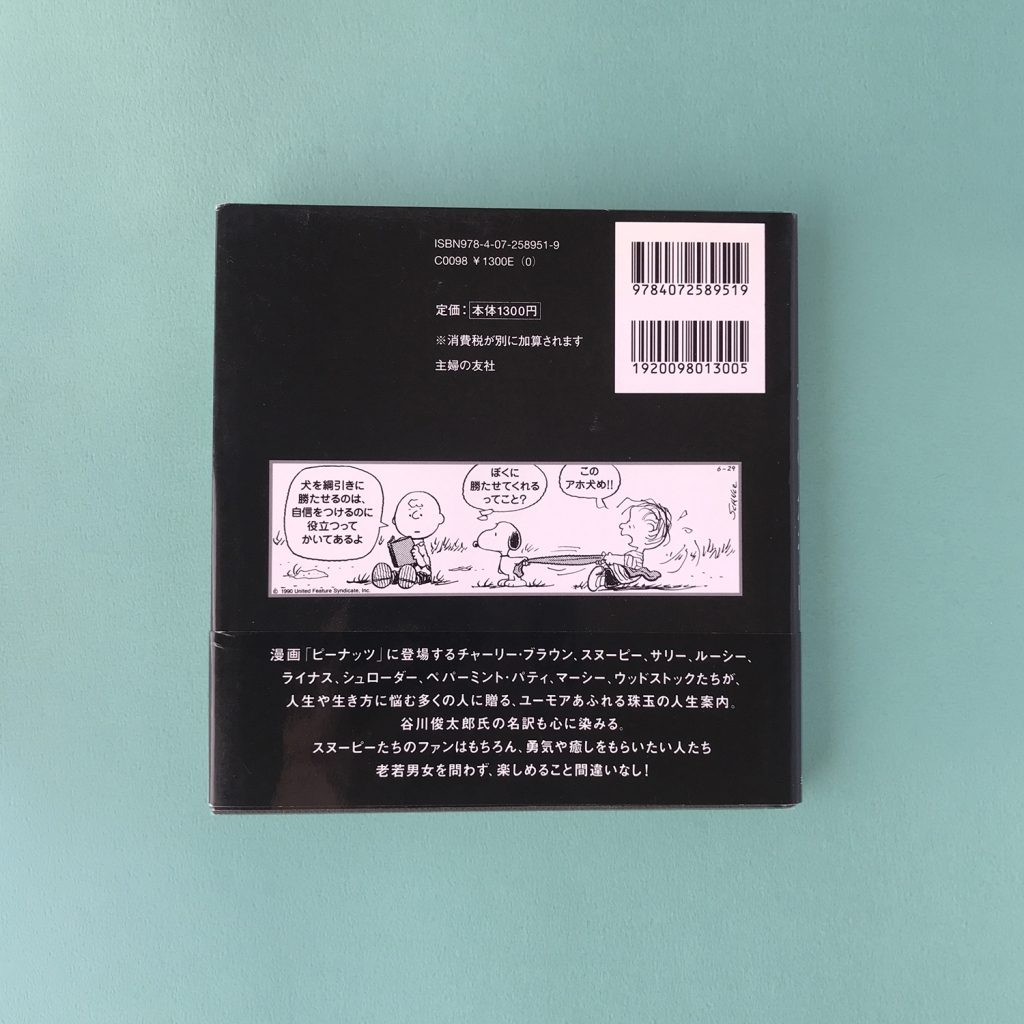 ISBN978-4-07-258951-9
C0098 ¥1300E (0)
9784072589519
定価：本体1300円
※消費税が別に加算されます
主婦の友社
1920098013005
犬を綱引きに
勝たせるのは、
自信をつけるのに
役立つって
かいてあるよ
ぼくに
勝たせてくれる
ってこと？
この
アホ犬め!!
6-29
SCHULZ
© 1990 United Feature Syndicate, Inc.
漫画「ピーナッツ」に登場するチャーリー・ブラウン、スヌーピー、サリー、ルーシー、
ライナス、シュローダー、ペパーミント・パティ、マーシー、ウッドストックたちが、
人生や生き方に悩む多くの人に贈る、ユーモアあふれる珠玉の人生案内。
谷川俊太郎氏の名訳も心に染みる。
スヌーピーたちのファンはもちろん、勇気や癒しをもらいたい人たち
老若男女を問わず、楽しめること間違いなし！